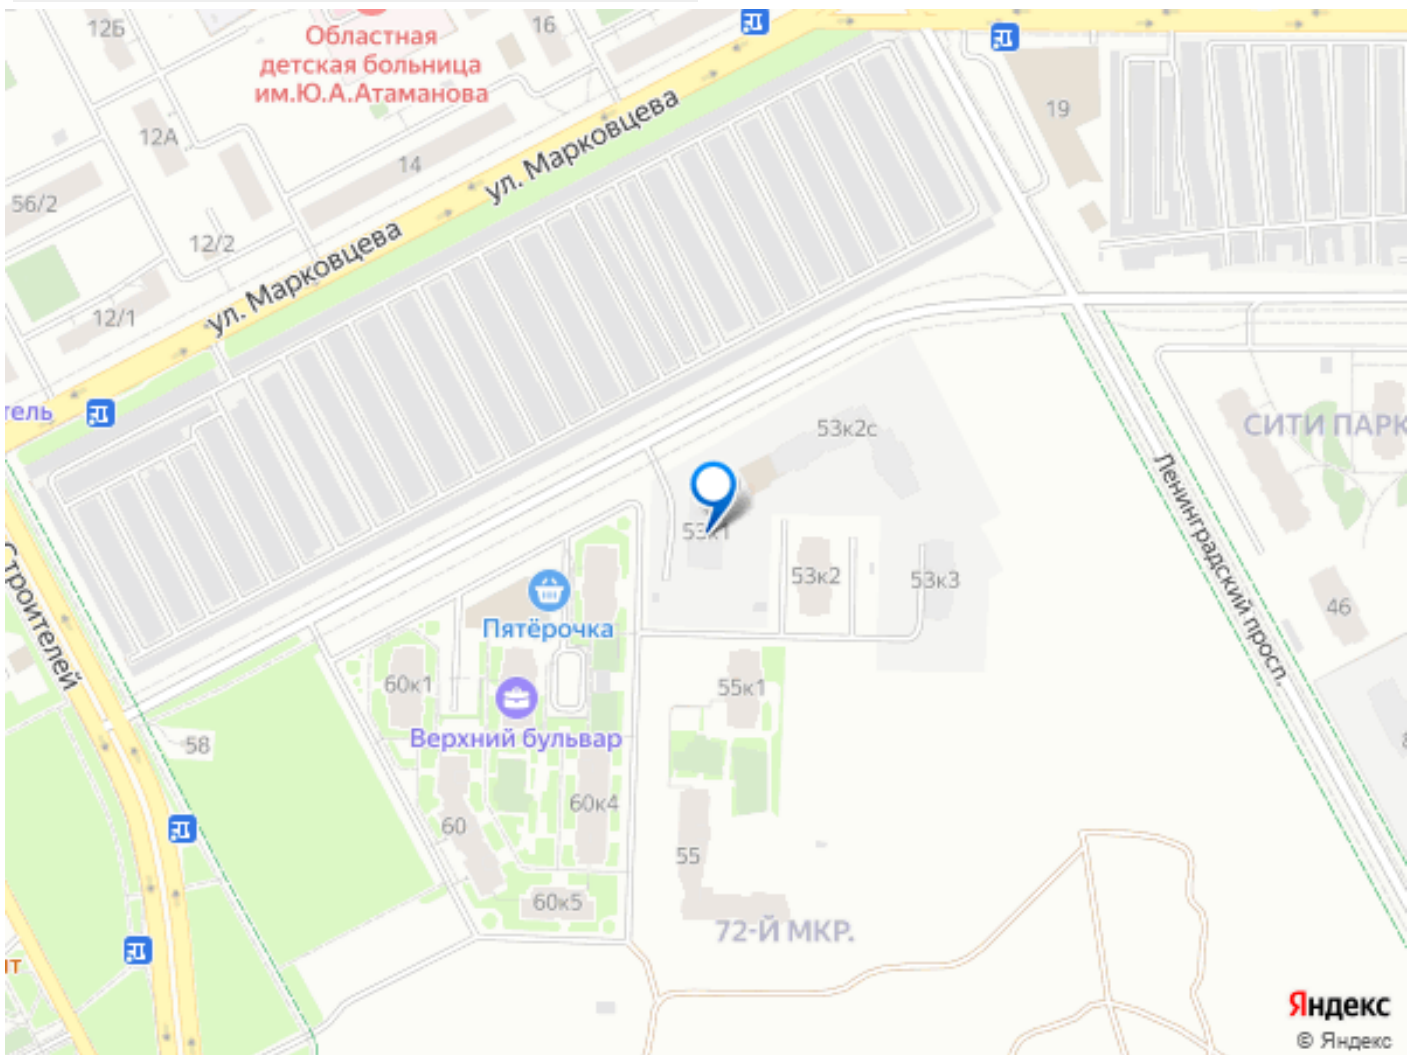 12Б
16
Областная
детская больница
им.Ю.А.Атаманова
19
12А
14
ул. Марковцева
56/2
12/2
ул. Марковцева
12/1
тель
53к2с
СИТИ ПАРК
53к1
53к2
53к3
Ленинградский просп.
46
Строителей
Пятёрочка
60к1
55к1
Верхний бульвар
58
60к4
60
55
60к5
72-Й МКР.
Яндекс
© Яндекс